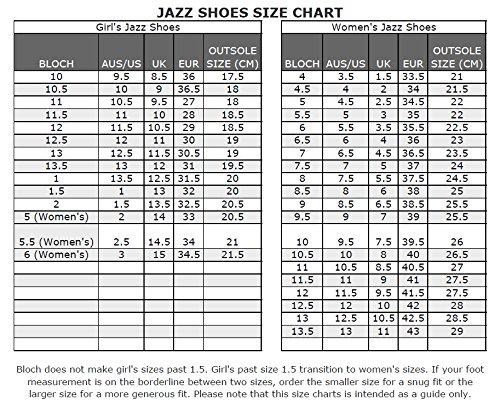 JAZZ SHOES SIZE CHART
Girl's Jazz Shoes
BLOCH AUS/US UK EUR OUTSOLE SIZE (CM)
10 9.5 8.5 36 17.5
10.5 10 9 36.5 18
11 10.5 9.5 27 18
11.5 11 10 28 18.5
12 11.5 10.5 29 18.5
12.5 12 11 30 19
13 12.5 11.5 30.5 19
13.5 13 12 31 19.5
1 13.5 12.5 31.5 20
1.5 1 13 32 20
2 1.5 13.5 32.5 20.5
5 (Women's) 2 14 33 20.5
5.5 (Women's) 2.5 14.5 34 21
6 (Women's) 3 15 34.5 21.5
Women's Jazz Shoes
BLOCH AUS/US UK EUR OUTSOLE SIZE (CM)
4 3.5 1.5 33.5 21
4.5 4 2 34 21.5
5 4.5 2.5 34.5 22
5.5 5 3 35 22
6 5.5 3.5 35.5 22.5
6.5 6 4 36 23
7 6.5 4.5 36.5 23.5
7.5 7 5 37 24
8 7.5 5.5 37.5 24.5
8.5 8 6 38 25
9 8.5 6.5 38.5 25.5
9.5 9 7 39 25.5
10 9.5 7.5 39.5 26
10.5 10 8 40 26.5
11 10.5 8.5 40.5 27
11.5 11 9 41 27.5
12 11.5 9.5 41.5 27.5
12.5 12 10 42 28
13 12.5 10.5 42.5 28.5
13.5 13 11 43 29
Bloch does not make girl's sizes past 1.5. Girl's past size 1.5 transition to women's sizes. If your foot
measurement is on the borderline between two sizes, order the smaller size for a snug fit or the
larger size for a more generous fit. Please note that this size charts is intended as a guide only.